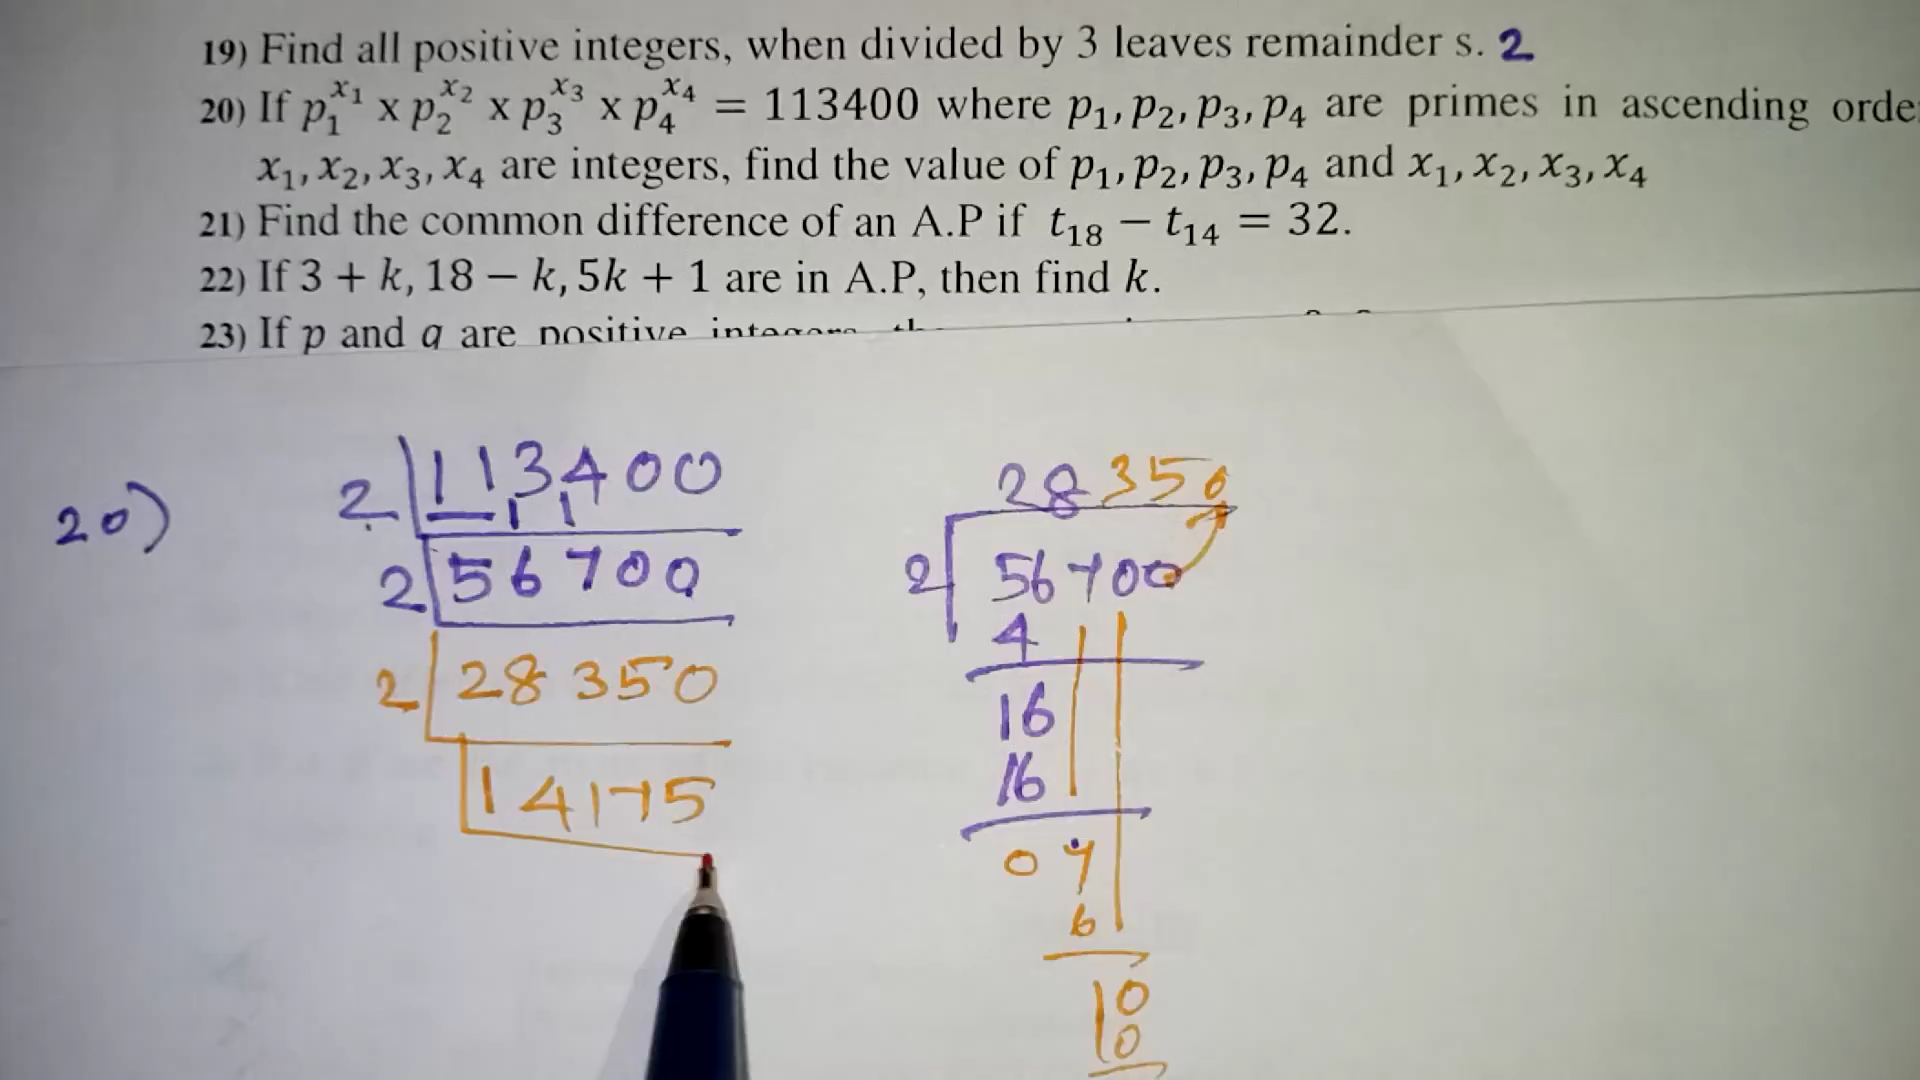 19) Find all positive integers, when divided by 3 leaves remainder s. 2
20) If p₁^x₁ x p₂^x₂ x p₃^x₃ x p₄^x₄ = 113400 where p₁, p₂, p₃, p₄ are primes in ascending orde
x₁, x₂, x₃, x₄ are integers, find the value of p₁, p₂, p₃, p₄ and x₁, x₂, x₃, x₄
21) Find the common difference of an A.P if t₁₈ − t₁₄ = 32.
22) If 3 + k, 18 − k, 5k + 1 are in A.P, then find k.
23) If p and q are positive
20)
2 113400
1 1
2 56700
2 28350
14175
28350
2 56700
4
16
16
07
6
10
10